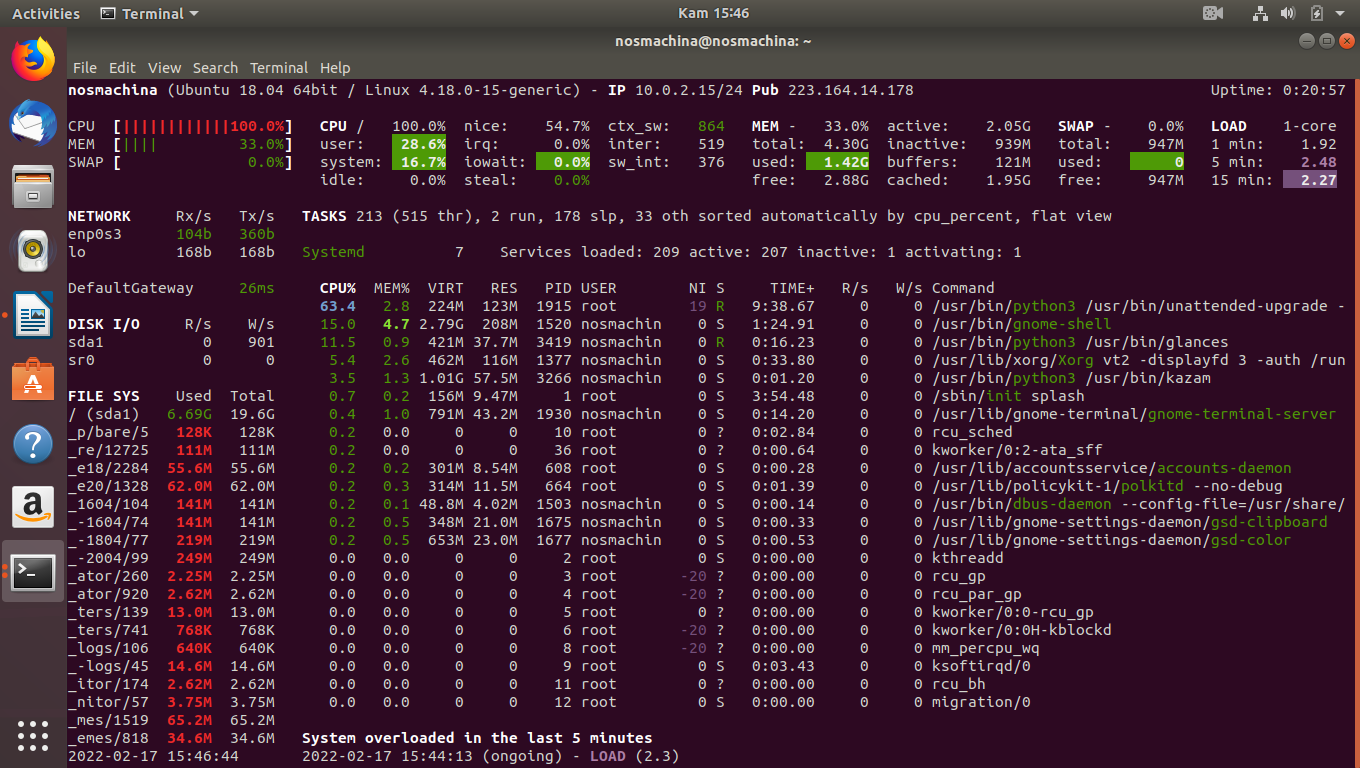 Activities Terminal Kam 15:46
nosmachina@nosmachina: ~
File Edit View Search Terminal Help
nosmachina (Ubuntu 18.04 64bit / Linux 4.18.0-15-generic) - IP 10.0.2.15/24 Pub 223.164.14.178 Uptime: 0:20:57
CPU [||||||||||||100.0%] CPU / 100.0% nice: 54.7% ctx_sw: 864 MEM - 33.0% active: 2.05G SWAP - 0.0% LOAD 1-core
MEM [|||| 33.0%] user: 28.6% irq: 0.0% inter: 519 total: 4.30G inactive: 939M total: 947M 1 min: 1.92
SWAP [ 0.0%] system: 16.7% iowait: 0.0% sw_int: 376 used: 1.42G buffers: 121M used: 0 5 min: 2.48
idle: 0.0% steal: 0.0% free: 2.88G cached: 1.95G free: 947M 15 min: 2.27
NETWORK Rx/s Tx/s TASKS 213 (515 thr), 2 run, 178 slp, 33 oth sorted automatically by cpu_percent, flat view
enp0s3 104b 360b
lo 168b 168b Systemd 7 Services loaded: 209 active: 207 inactive: 1 activating: 1
DefaultGateway 26ms CPU% MEM% VIRT RES PID USER NI S TIME+ R/s W/s Command
63.4 2.8 224M 123M 1915 root 19 R 9:38.67 0 0 /usr/bin/python3 /usr/bin/unattended-upgrade -
DISK I/O R/s W/s 15.0 4.7 2.79G 208M 1520 nosmachin 0 S 1:24.91 0 0 /usr/bin/gnome-shell
sda1 0 901 11.5 0.9 421M 37.7M 3419 nosmachin 0 R 0:16.23 0 0 /usr/bin/python3 /usr/bin/glances
sr0 0 0 5.4 2.6 462M 116M 1377 nosmachin 0 S 0:33.80 0 0 /usr/lib/xorg/Xorg vt2 -displayfd 3 -auth /run
3.5 1.3 1.01G 57.5M 3266 nosmachin 0 S 0:01.20 0 0 /usr/bin/python3 /usr/bin/kazam
FILE SYS Used Total 0.7 0.2 156M 9.47M 1 root 0 S 3:54.48 0 0 /sbin/init splash
/ (sda1) 6.69G 19.6G 0.4 1.0 791M 43.2M 1930 nosmachin 0 S 0:14.20 0 0 /usr/lib/gnome-terminal/gnome-terminal-server
_p/bare/5 128K 128K 0.2 0.0 0 0 10 root 0 ? 0:02.84 0 0 rcu_sched
_re/12725 111M 111M 0.2 0.0 0 0 36 root 0 ? 0:00.64 0 0 kworker/0:2-ata_sff
_e18/2284 55.6M 55.6M 0.2 0.2 301M 8.54M 608 root 0 S 0:00.28 0 0 /usr/lib/accountsservice/accounts-daemon
_e20/1328 62.0M 62.0M 0.2 0.3 314M 11.5M 664 root 0 S 0:01.39 0 0 /usr/lib/policykit-1/polkitd --no-debug
_1604/104 141M 141M 0.2 0.1 48.8M 4.02M 1503 nosmachin 0 S 0:00.14 0 0 /usr/bin/dbus-daemon --config-file=/usr/share/
_-1604/74 141M 141M 0.2 0.5 348M 21.0M 1675 nosmachin 0 S 0:00.33 0 0 /usr/lib/gnome-settings-daemon/gsd-clipboard
_-1804/77 219M 219M 0.2 0.5 653M 23.0M 1677 nosmachin 0 S 0:00.53 0 0 /usr/lib/gnome-settings-daemon/gsd-color
_-2004/99 249M 249M 0.0 0.0 0 0 2 root 0 S 0:00.00 0 0 kthreadd
_ator/260 2.25M 2.25M 0.0 0.0 0 0 3 root -20 ? 0:00.00 0 0 rcu_gp
_ator/920 2.62M 2.62M 0.0 0.0 0 0 4 root -20 ? 0:00.00 0 0 rcu_par_gp
_ters/139 13.0M 13.0M 0.0 0.0 0 0 5 root 0 ? 0:00.00 0 0 kworker/0:0-rcu_gp
_ters/741 768K 768K 0.0 0.0 0 0 6 root -20 ? 0:00.00 0 0 kworker/0:0H-kblockd
_logs/106 640K 640K 0.0 0.0 0 0 8 root -20 ? 0:00.00 0 0 mm_percpu_wq
_-logs/45 14.6M 14.6M 0.0 0.0 0 0 9 root 0 S 0:03.43 0 0 ksoftirqd/0
_itor/174 2.62M 2.62M 0.0 0.0 0 0 11 root 0 ? 0:00.00 0 0 rcu_bh
_nitor/57 3.75M 3.75M 0.0 0.0 0 0 12 root 0 S 0:00.00 0 0 migration/0
_mes/1519 65.2M 65.2M
_emes/818 34.6M 34.6M System overloaded in the last 5 minutes
2022-02-17 15:46:44 2022-02-17 15:44:13 (ongoing) - LOAD (2.3)